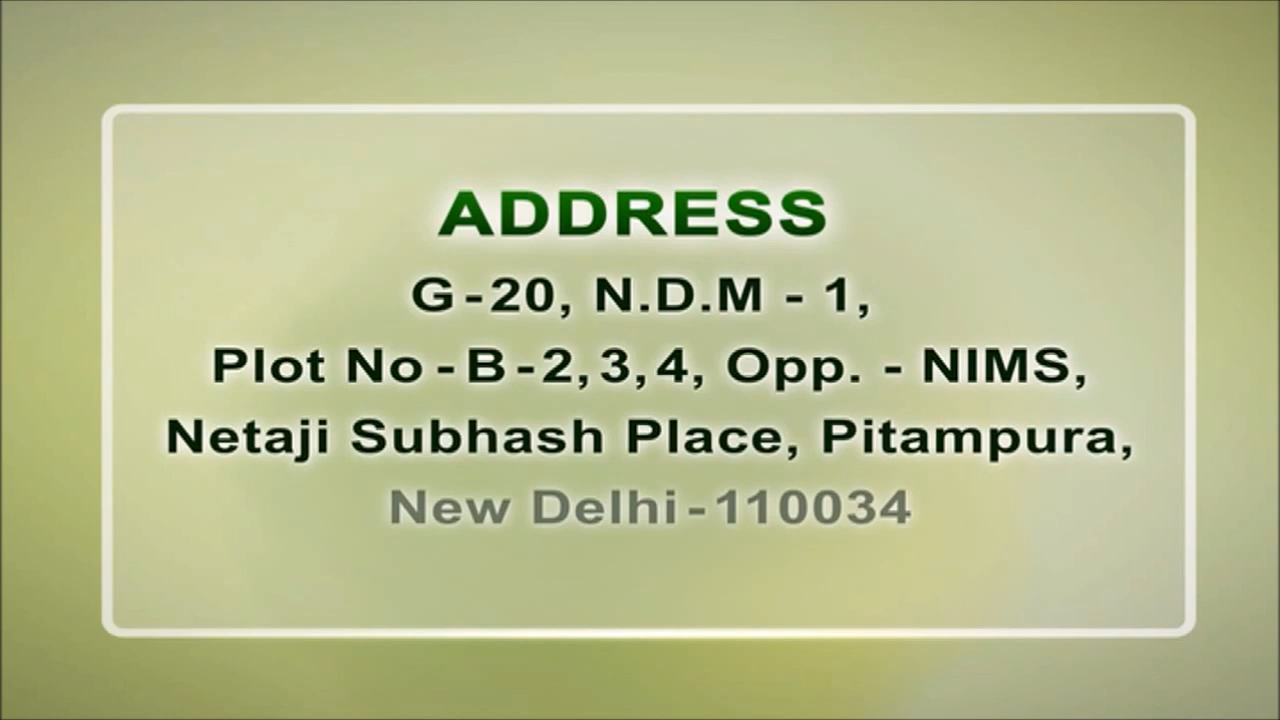 ADDRESS
G-20, N.D.M - 1,
Plot No-B-2,3,4, Opp. - NIMS,
Netaji Subhash Place, Pitampura,
New Delhi-110034